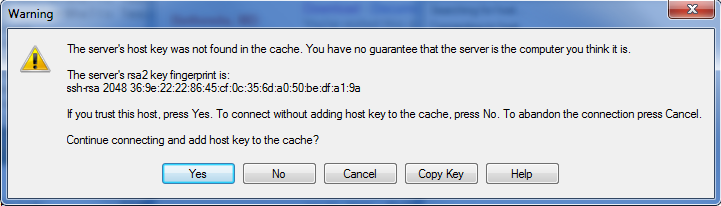 Warning
The server's host key was not found in the cache. You have no guarantee that the server is the computer you think it is.
The server's rsa2 key fingerprint is:
ssh-rsa 2048 36:9e:22:22:86:45:cf:0c:35:6d:a0:50:be:df:a1:9a
If you trust this host, press Yes. To connect without adding host key to the cache, press No. To abandon the connection press Cancel.
Continue connecting and add host key to the cache?
Yes No Cancel Copy Key Help